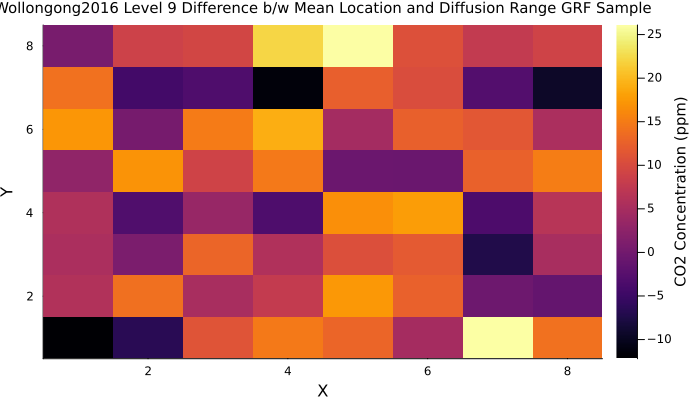 Wollongong2016 Level 9 Difference b/w Mean Location and Diffusion Range GRF Sample
8
6
4
2
Y
2 4 6 8
X
25
20
15
10
5
0
−5
−10
CO2 Concentration (ppm)